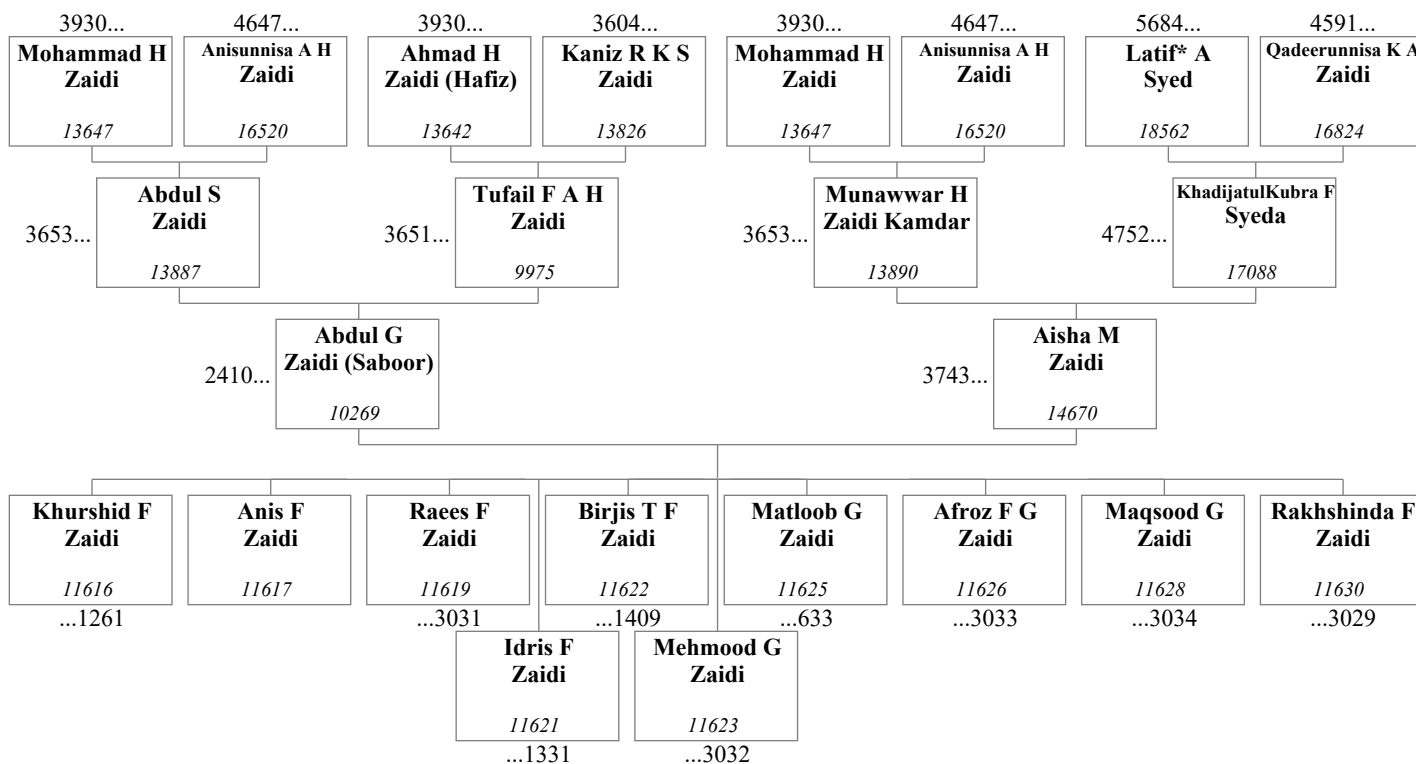 3930... 4647... 3930... 3604... 3930... 4647... 5684... 4591...
Mohammad H
Zaidi
13647
Anisunnisa A H
Zaidi
16520
Ahmad H
Zaidi (Hafiz)
13642
Kaniz R K S
Zaidi
13826
Mohammad H
Zaidi
13647
Anisunnisa A H
Zaidi
16520
Latif* A
Syed
18562
Qadeerunnisa K A
Zaidi
16824
3653...
Abdul S
Zaidi
13887
3651...
Tufail F A H
Zaidi
9975
3653...
Munawwar H
Zaidi Kamdar
13890
4752...
KhadijatulKubra F
Syeda
17088
2410...
Abdul G
Zaidi (Saboor)
10269
3743...
Aisha M
Zaidi
14670
Khurshid F
Zaidi
11616
...1261
Anis F
Zaidi
11617
Raees F
Zaidi
11619
...3031
Birjis T F
Zaidi
11622
...1409
Matloob G
Zaidi
11625
...633
Afroz F G
Zaidi
11626
...3033
Maqsood G
Zaidi
11628
...3034
Rakhshinda F
Zaidi
11630
...3029
Idris F
Zaidi
11621
...1331
Mehmood G
Zaidi
11623
...3032